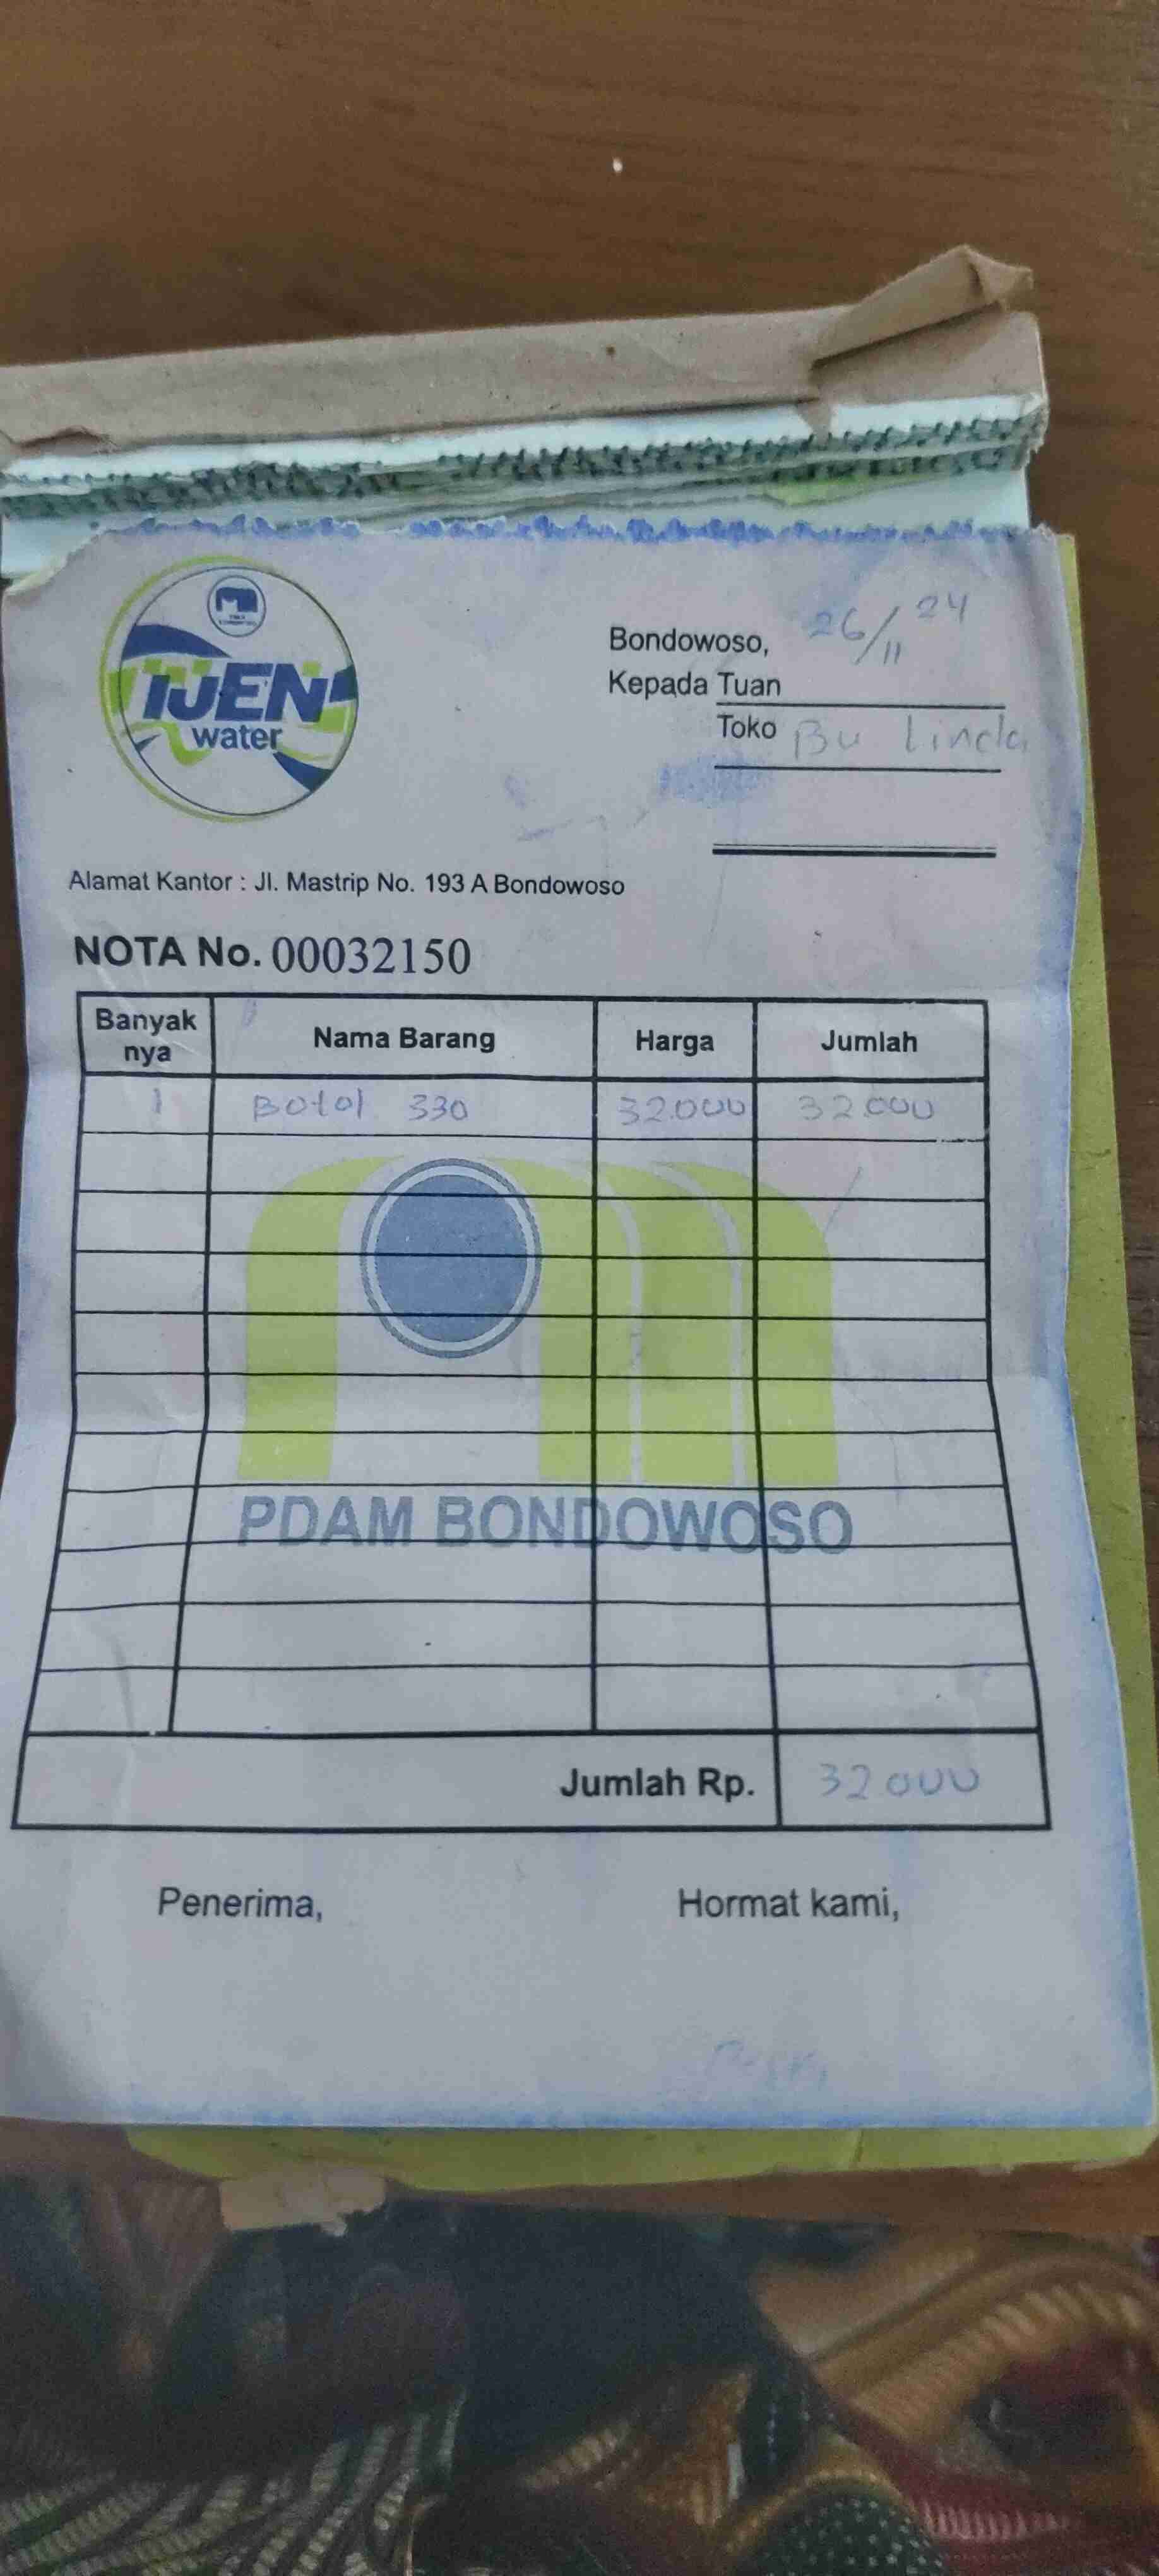 IJEN
water
Bondowoso, 26/11 24
Kepada Tuan
Toko Bu Linda
Alamat Kantor : Jl. Mastrip No. 193 A Bondowoso
NOTA No. 00032150
Banyak nya Nama Barang Harga Jumlah
1 Botol 330 32.000 32.000
PDAM BONDOWOSO
Jumlah Rp. 32.000
Penerima, Hormat kami,